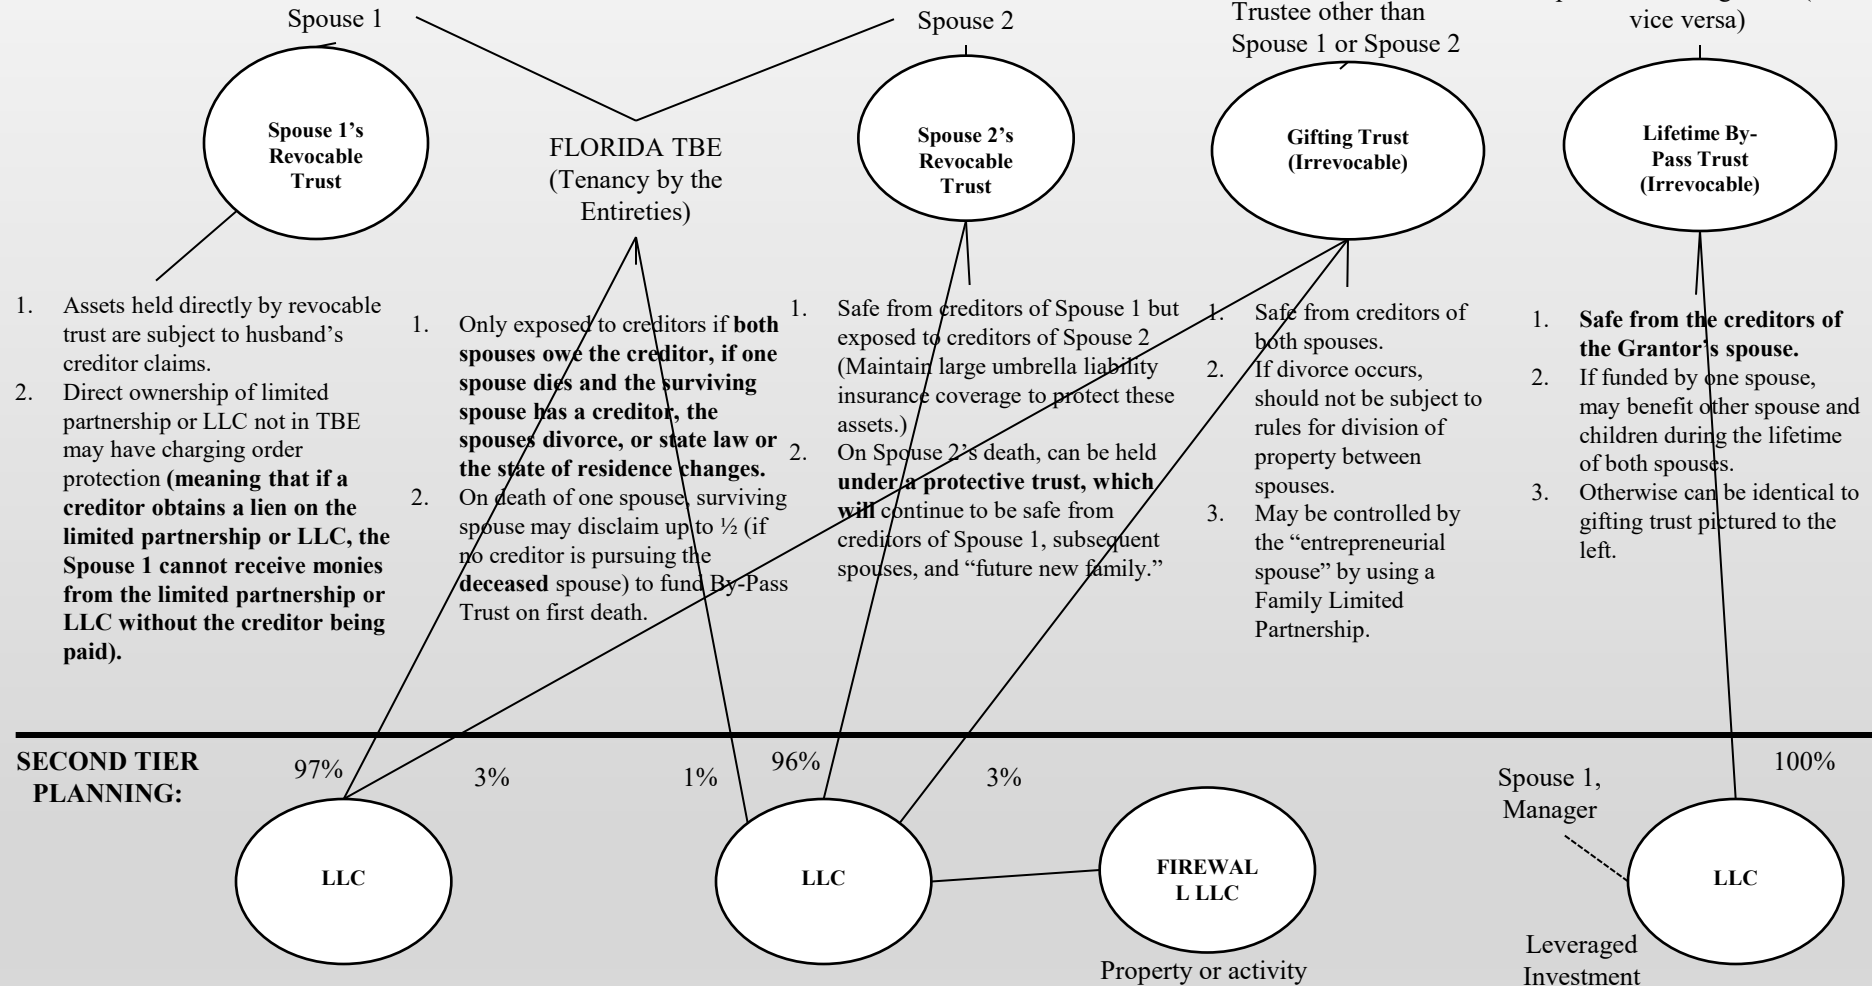 Spouse 1
Spouse 2
Trustee other than
Spouse 1 or Spouse 2
vice versa)
Spouse 1's
Revocable
Trust
FLORIDA TBE
(Tenancy by the
Entireties)
Spouse 2's
Revocable
Trust
Gifting Trust
(Irrevocable)
Lifetime By-
Pass Trust
(Irrevocable)
1. Assets held directly by revocable
trust are subject to husband's
creditor claims.
2. Direct ownership of limited
partnership or LLC not in TBE
may have charging order
protection (meaning that if a
creditor obtains a lien on the
limited partnership or LLC, the
Spouse 1 cannot receive monies
from the limited partnership or
LLC without the creditor being
paid).
1. Only exposed to creditors if both
spouses owe the creditor, if one
spouse dies and the surviving
spouse has a creditor, the
spouses divorce, or state law or
the state of residence changes.
2. On death of one spouse, surviving
spouse may disclaim up to ½ (if
no creditor is pursuing the
deceased spouse) to fund By-Pass
Trust on first death.
1. Safe from creditors of Spouse 1 but
exposed to creditors of Spouse 2
(Maintain large umbrella liability
insurance coverage to protect these
assets.)
2. On Spouse 2's death, can be held
under a protective trust, which
will continue to be safe from
creditors of Spouse 1, subsequent
spouses, and “future new family.”
1. Safe from creditors of
both spouses.
2. If divorce occurs,
should not be subject to
rules for division of
property between
spouses.
3. May be controlled by
the “entrepreneurial
spouse” by using a
Family Limited
Partnership.
1. Safe from the creditors of
the Grantor's spouse.
2. If funded by one spouse,
may benefit other spouse and
children during the lifetime
of both spouses.
3. Otherwise can be identical to
gifting trust pictured to the
left.
SECOND TIER
PLANNING:
97%
3%
1%
96%
3%
100%
Spouse 1,
Manager
LLC
LLC
FIREWAL
L LLC
LLC
Property or activity
Leveraged
Investment